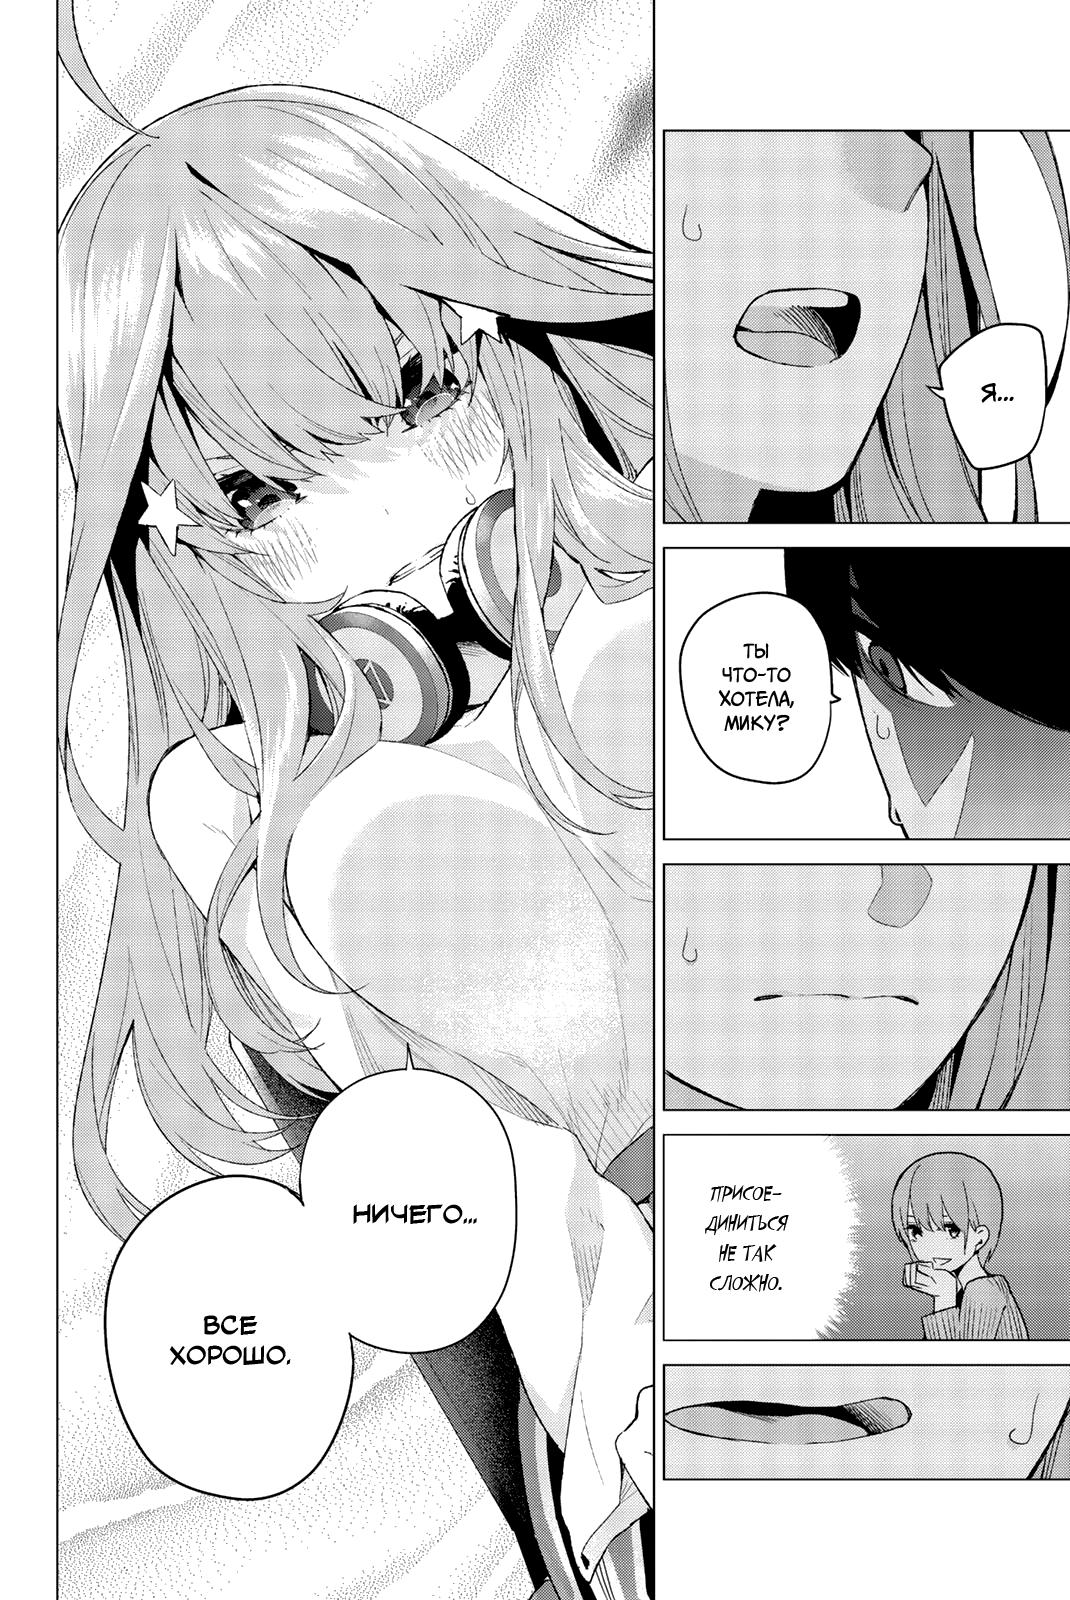 Я...
ТЫ
ЧТО-ТО
ХОТЕЛА,
МИКУ?
ПРИСОЕ-
ДИНИТЬСЯ
НЕ ТАК
СЛОЖНО.
НИЧЕГО...
ВСЕ
ХОРОШО.